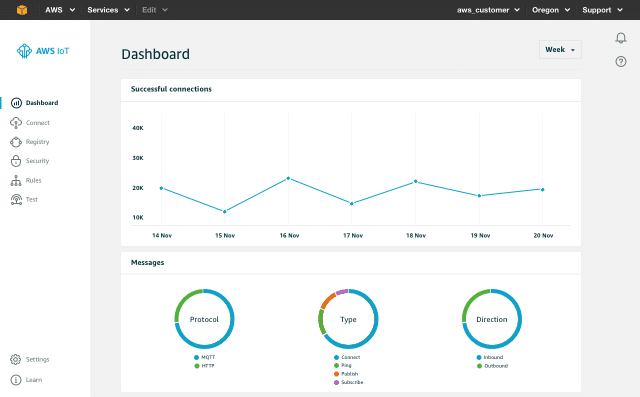 AWS Services Edit aws_customer Oregon Support
AWS IoT
Dashboard
Week
Dashboard
Connect
Registry
Security
Rules
Test
Settings
Learn
Successful connections
40K
30K
20K
10K
14 Nov 15 Nov 16 Nov 17 Nov 18 Nov 19 Nov 20 Nov
Messages
Protocol
MQTT
HTTP
Type
Connect
Ping
Publish
Subscribe
Direction
Inbound
Outbound